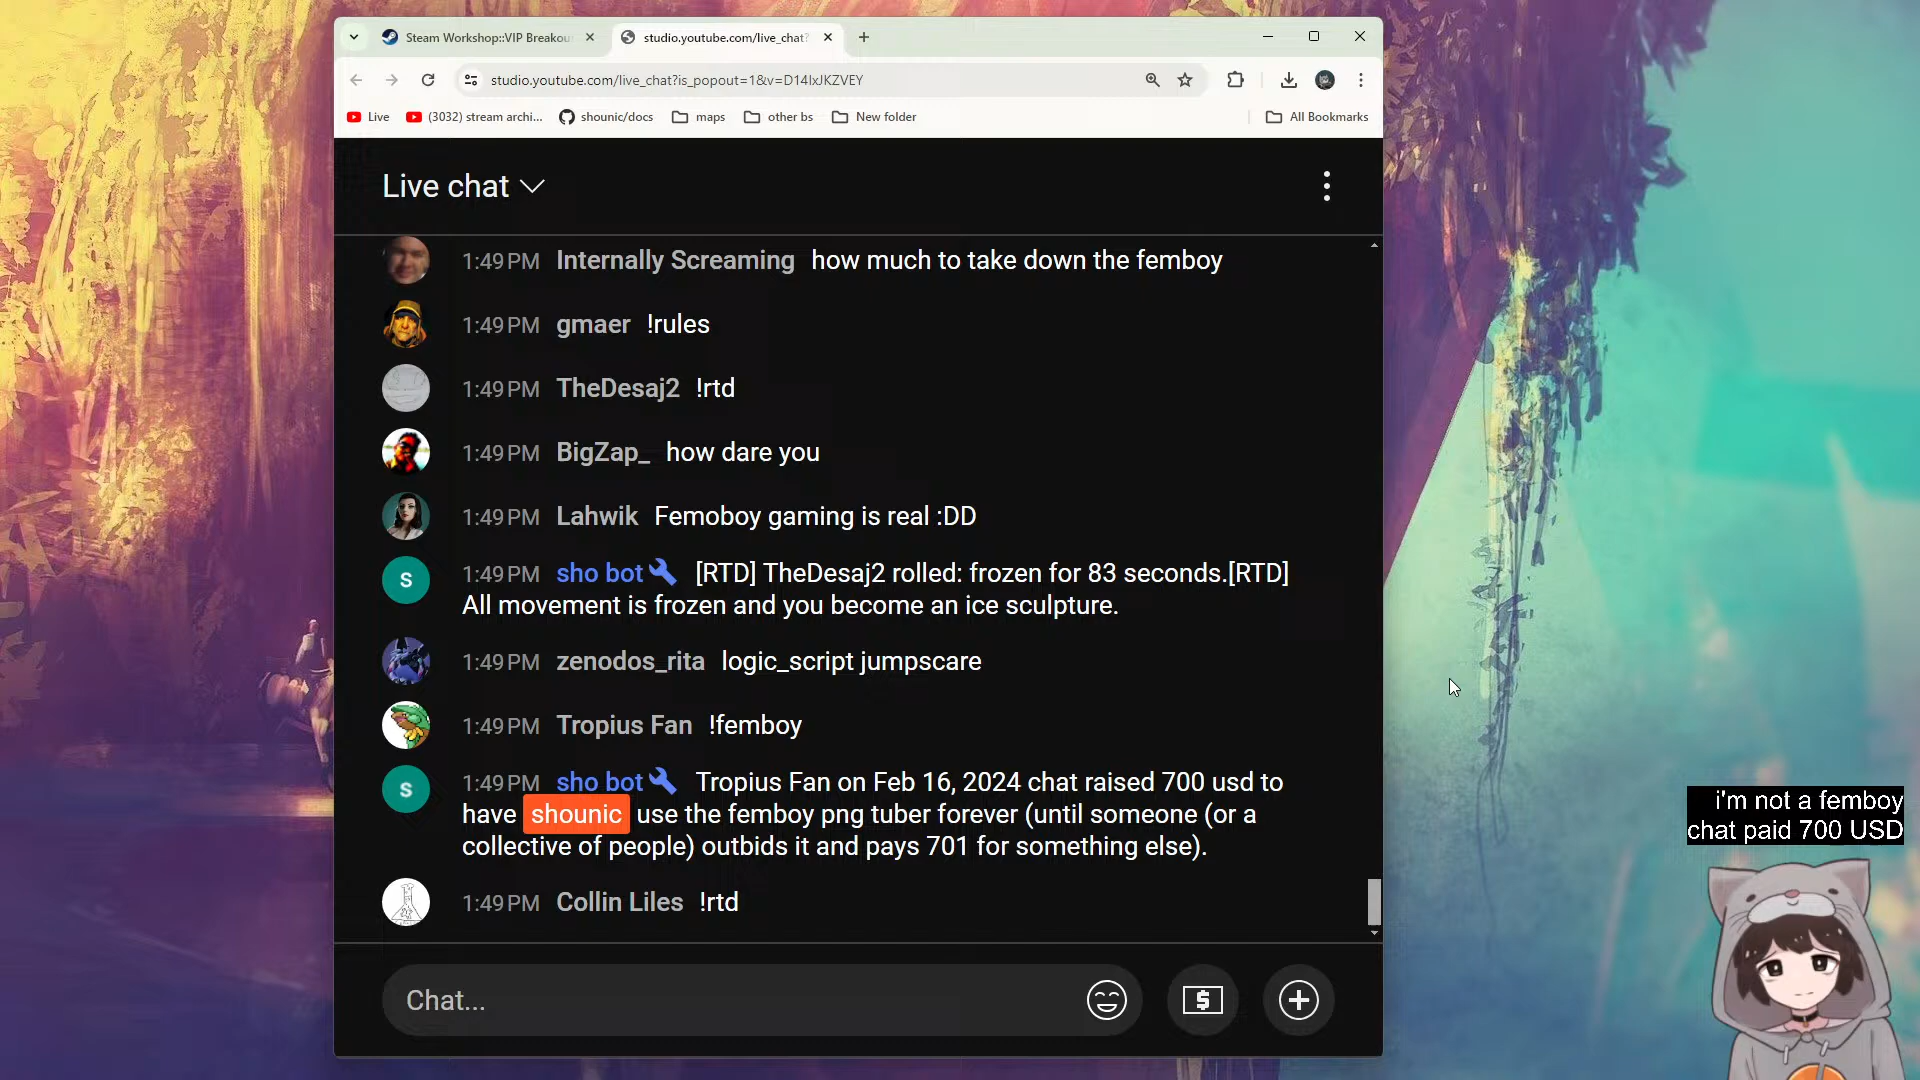 Steam Workshop::VIP Breakou
studio.youtube.com/live_chat?
studio.youtube.com/live_chat?is_popout=1&v=D14IxJKZVEY
Live
(3032) stream archi...
shounic/docs
maps
other bs
New folder
All Bookmarks
Live chat
1:49 PM Internally Screaming how much to take down the femboy
1:49 PM gmaer !rules
1:49 PM TheDesaj2 !rtd
1:49 PM BigZap_ how dare you
1:49 PM Lahwik Femoboy gaming is real :DD
S
1:49 PM sho bot [RTD] TheDesaj2 rolled: frozen for 83 seconds.[RTD]
All movement is frozen and you become an ice sculpture.
1:49 PM zenodos_rita logic_script jumpscare
1:49 PM Tropius Fan !femboy
S
1:49 PM sho bot Tropius Fan on Feb 16, 2024 chat raised 700 usd to
have shounic use the femboy png tuber forever (until someone (or a
collective of people) outbids it and pays 701 for something else).
1:49 PM Collin Liles !rtd
Chat...
i'm not a femboy
chat paid 700 USD